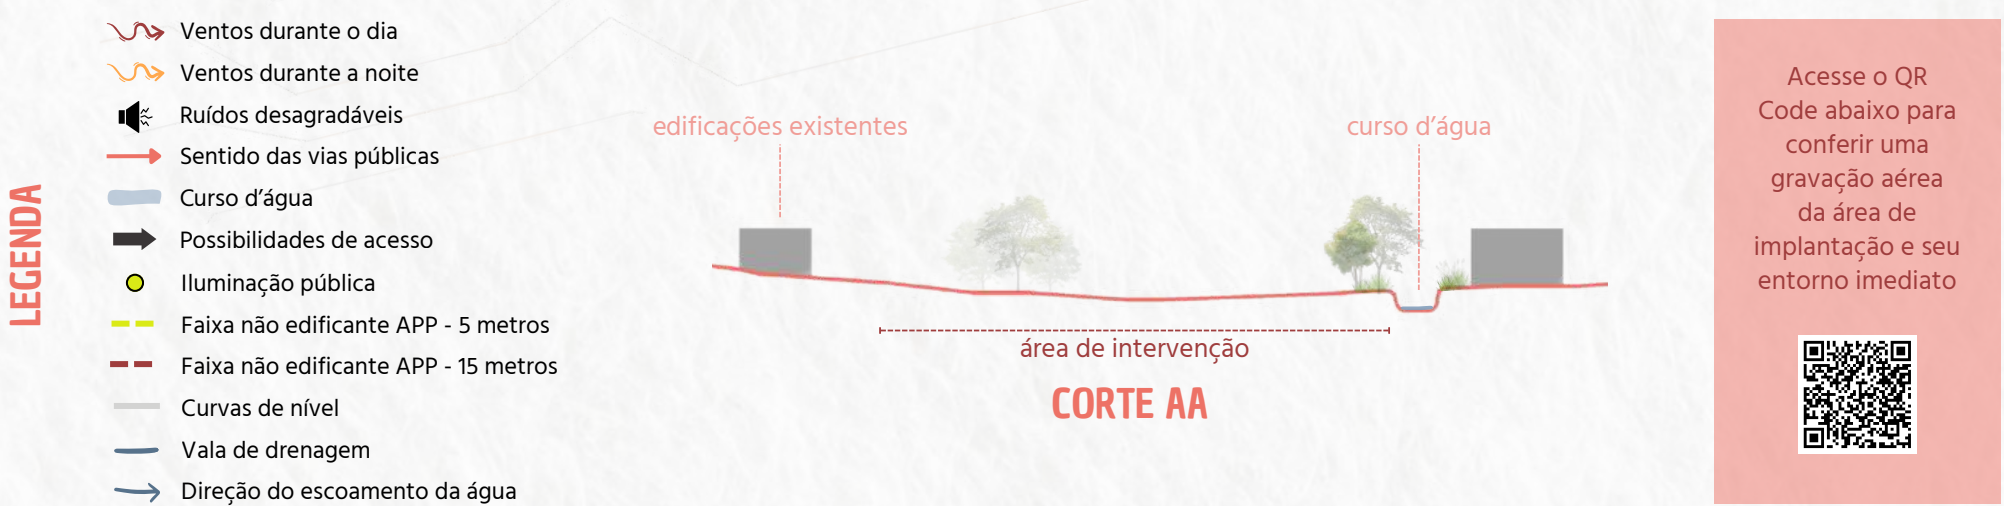 LEGENDA
Ventos durante o dia
Ventos durante a noite
Ruídos desagradáveis
Sentido das vias públicas
Curso d’água
Possibilidades de acesso
Iluminação pública
Faixa não edificante APP - 5 metros
Faixa não edificante APP - 15 metros
Curvas de nível
Vala de drenagem
Direção do escoamento da água
edificações existentes
curso d’água
área de intervenção
CORTE AA
Acesse o QR
Code abaixo para
conferir uma
gravação aérea
da área de
implantação e seu
entorno imediato